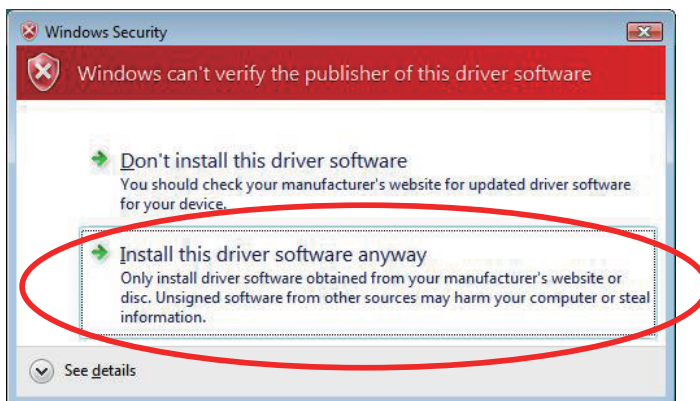 Windows Security
Windows can't verify the publisher of this driver software
Don't install this driver software
You should check your manufacturer's website for updated driver software
for your device.
Install this driver software anyway
Only install driver software obtained from your manufacturer's website or
disc. Unsigned software from other sources may harm your computer or steal
information.
See details